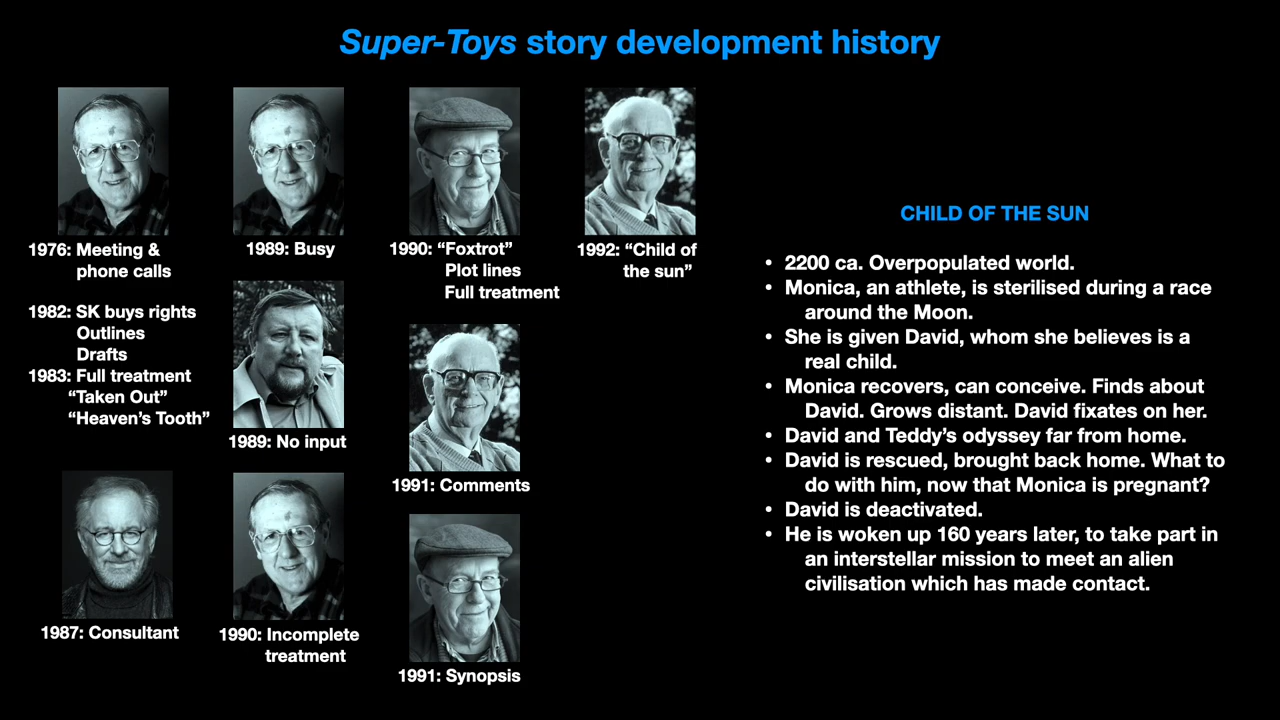 Super-Toys story development history
1976: Meeting &
phone calls
1982: SK buys rights
Outlines
Drafts
1983: Full treatment
“Taken Out”
“Heaven’s Tooth”
1987: Consultant
1989: Busy
1989: No input
1990: Incomplete
treatment
1990: “Foxtrot”
Plot lines
Full treatment
1991: Comments
1991: Synopsis
1992: “Child of
the sun”
CHILD OF THE SUN
• 2200 ca. Overpopulated world.
• Monica, an athlete, is sterilised during a race
around the Moon.
• She is given David, whom she believes is a
real child.
• Monica recovers, can conceive. Finds about
David. Grows distant. David fixates on her.
• David and Teddy’s odyssey far from home.
• David is rescued, brought back home. What to
do with him, now that Monica is pregnant?
• David is deactivated.
• He is woken up 160 years later, to take part in
an interstellar mission to meet an alien
civilisation which has made contact.